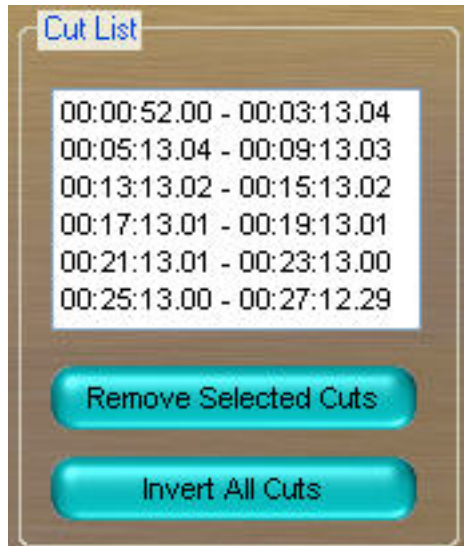 Cut List
00:00:52.00 - 00:03:13.04
00:05:13.04 - 00:09:13.03
00:13:13.02 - 00:15:13.02
00:17:13.01 - 00:19:13.01
00:21:13.01 - 00:23:13.00
00:25:13.00 - 00:27:12.29
Remove Selected Cuts
Invert All Cuts